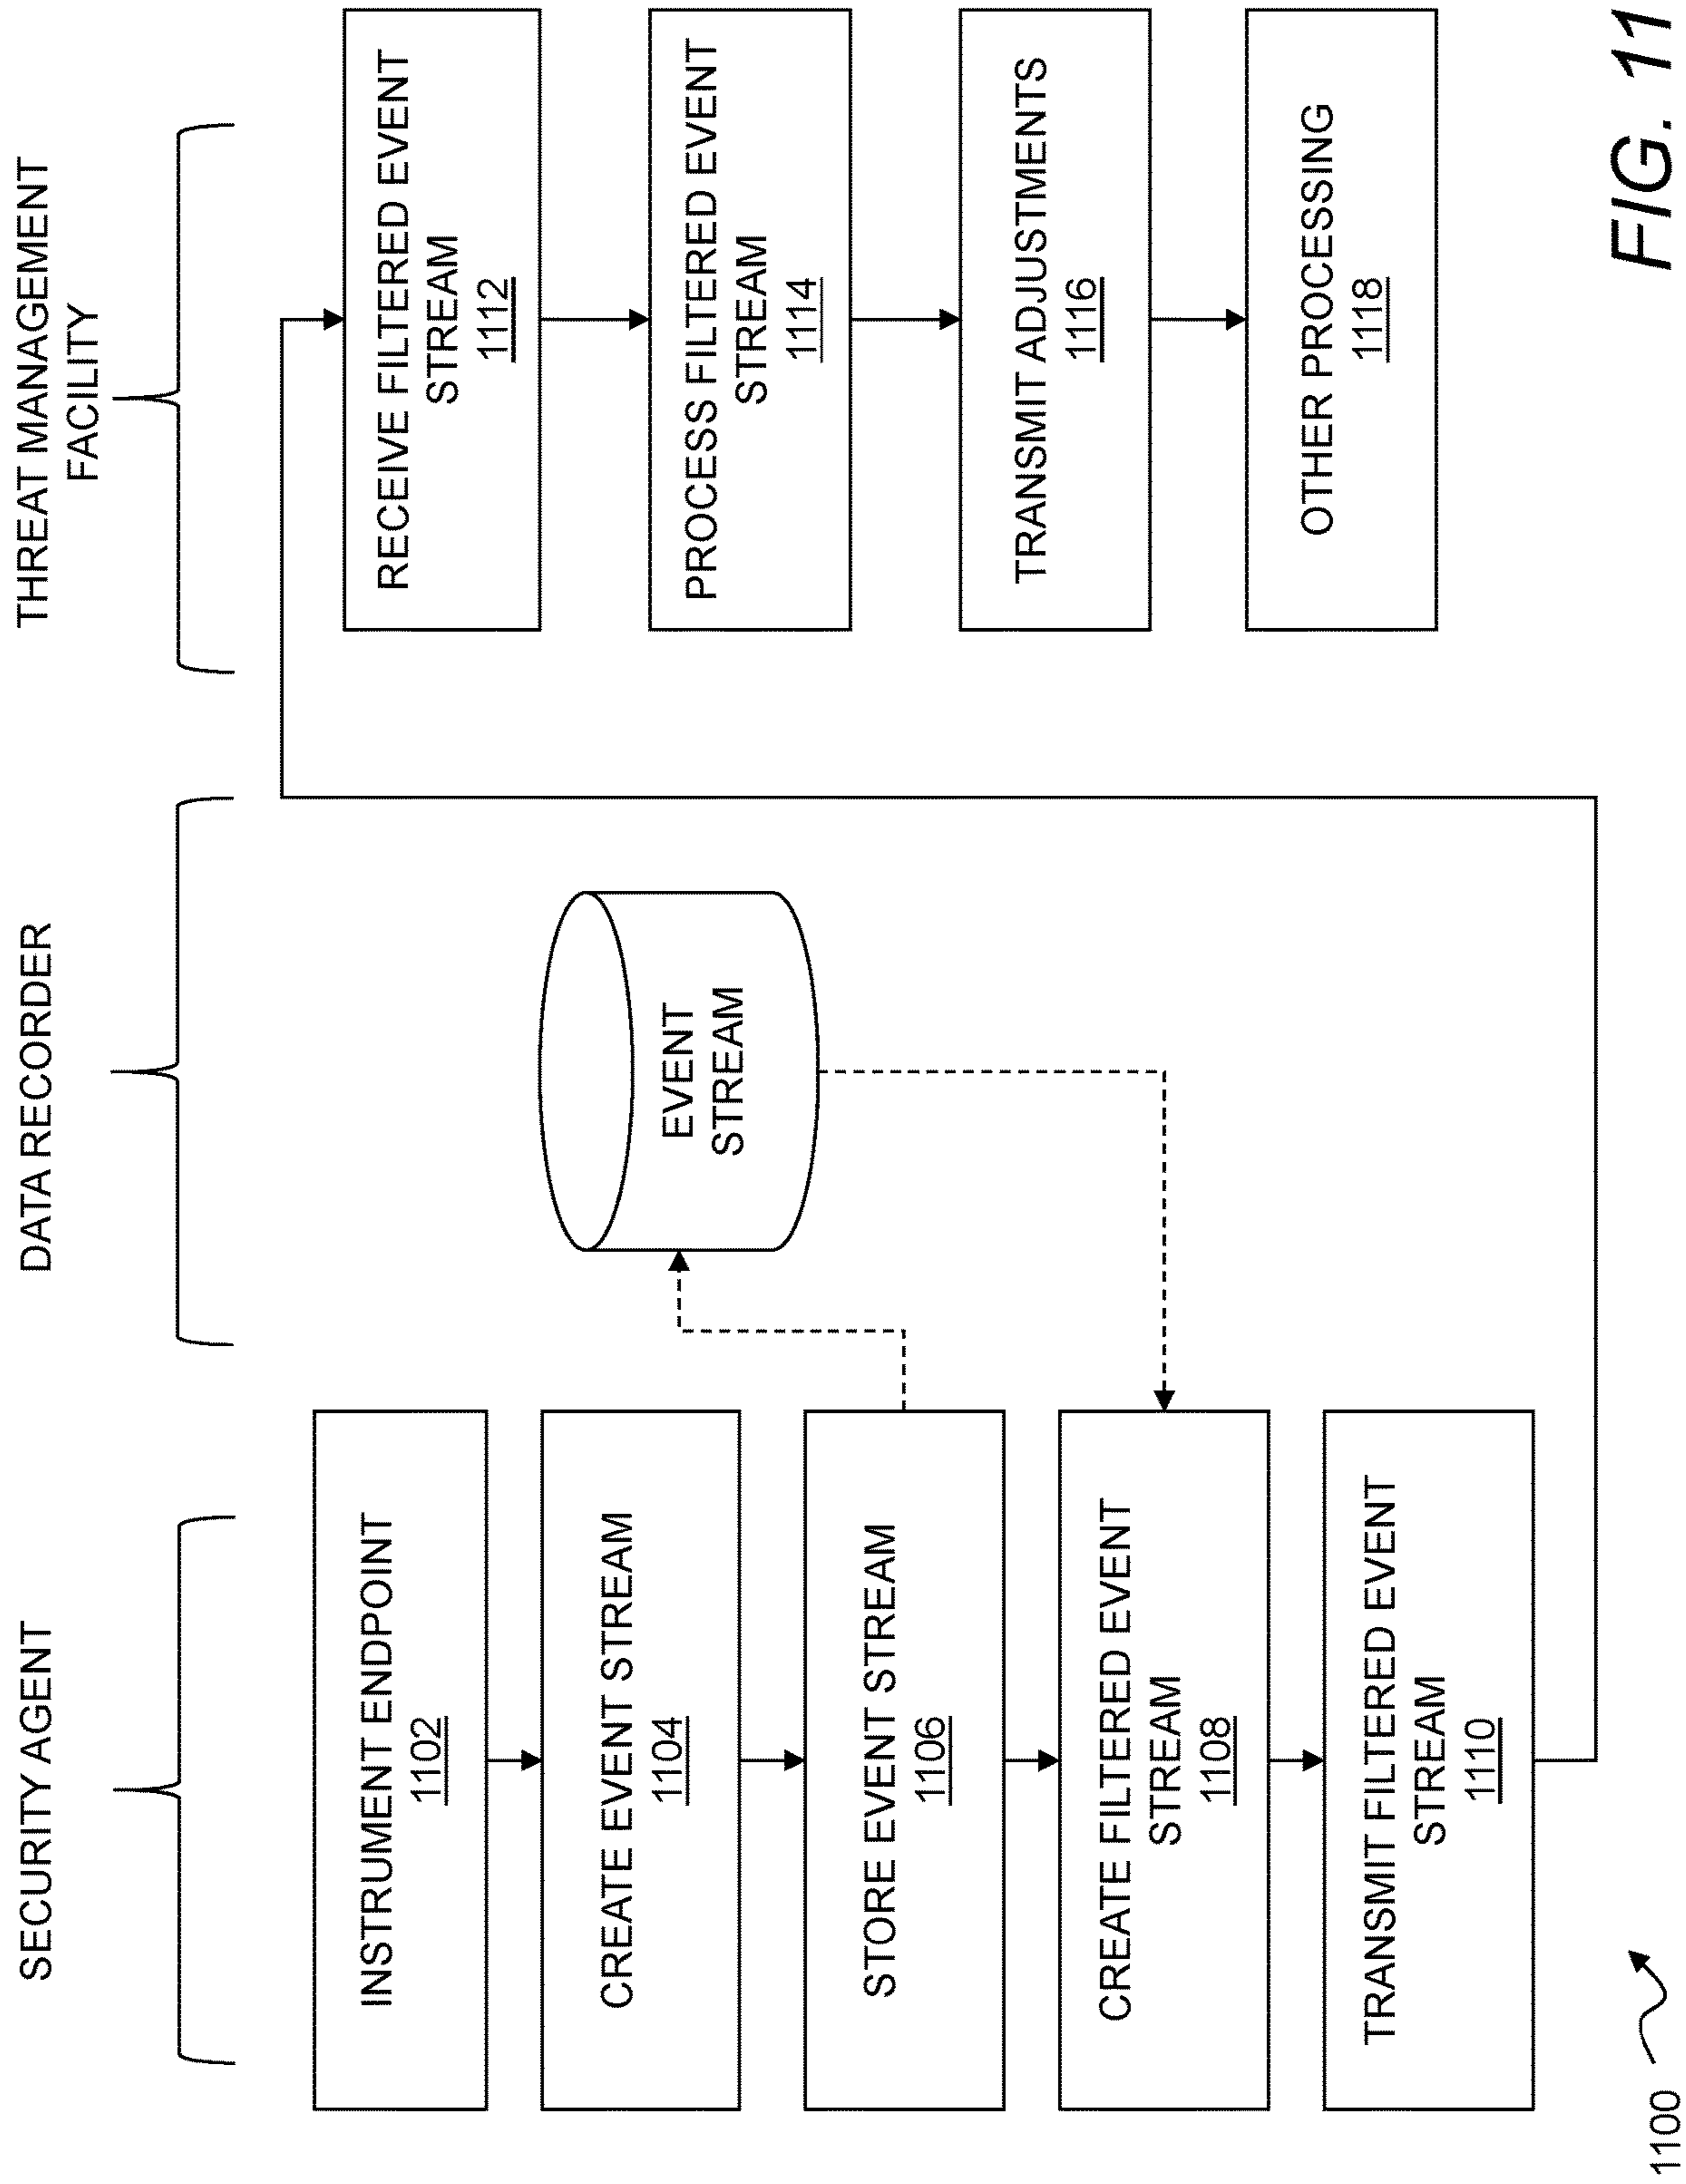 SECURITY AGENT
INSTRUMENT ENDPOINT
1102
CREATE EVENT STREAM
1104
STORE EVENT STREAM
1106
CREATE FILTERED EVENT
STREAM
1108
TRANSMIT FILTERED EVENT
STREAM
1110
DATA RECORDER
EVENT
STREAM
THREAT MANAGEMENT
FACILITY
RECEIVE FILTERED EVENT
STREAM
1112
PROCESS FILTERED EVENT
STREAM
1114
TRANSMIT ADJUSTMENTS
1116
OTHER PROCESSING
1118
1100
FIG. 11